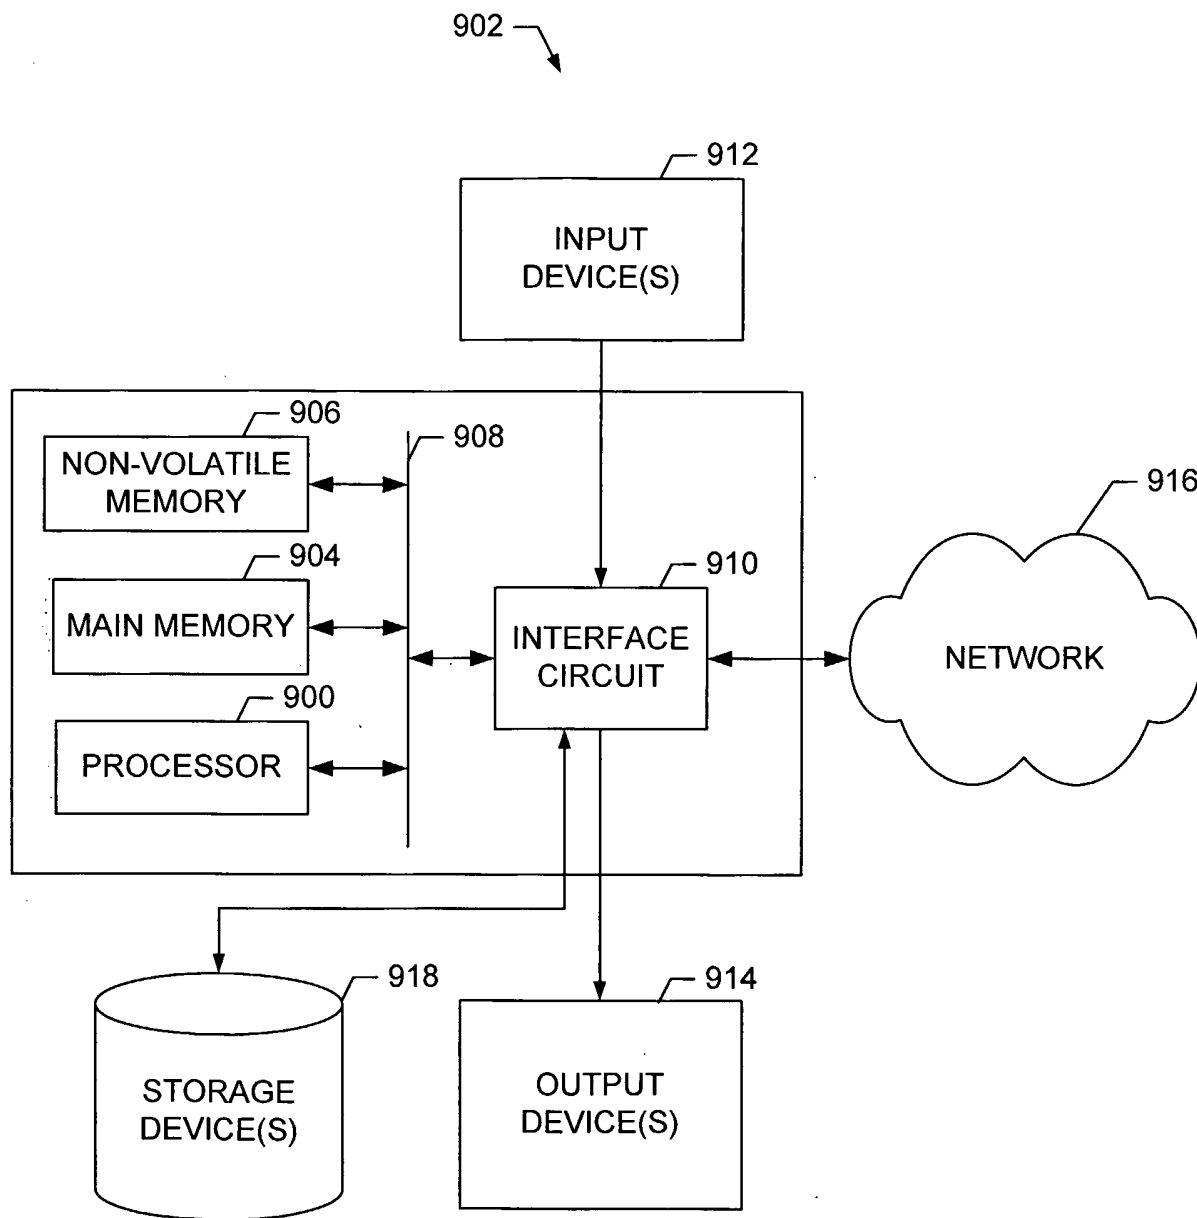 902
912
INPUT
DEVICE(S)
906
908
NON-VOLATILE
MEMORY
904
MAIN MEMORY
900
PROCESSOR
910
INTERFACE
CIRCUIT
916
NETWORK
918
STORAGE
DEVICE(S)
914
OUTPUT
DEVICE(S)